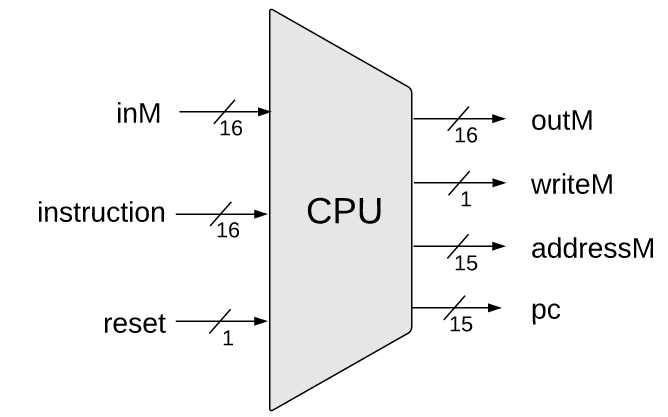 inM
16
instruction
16
reset
1
CPU
16
outM
1
writeM
15
addressM
15
pc